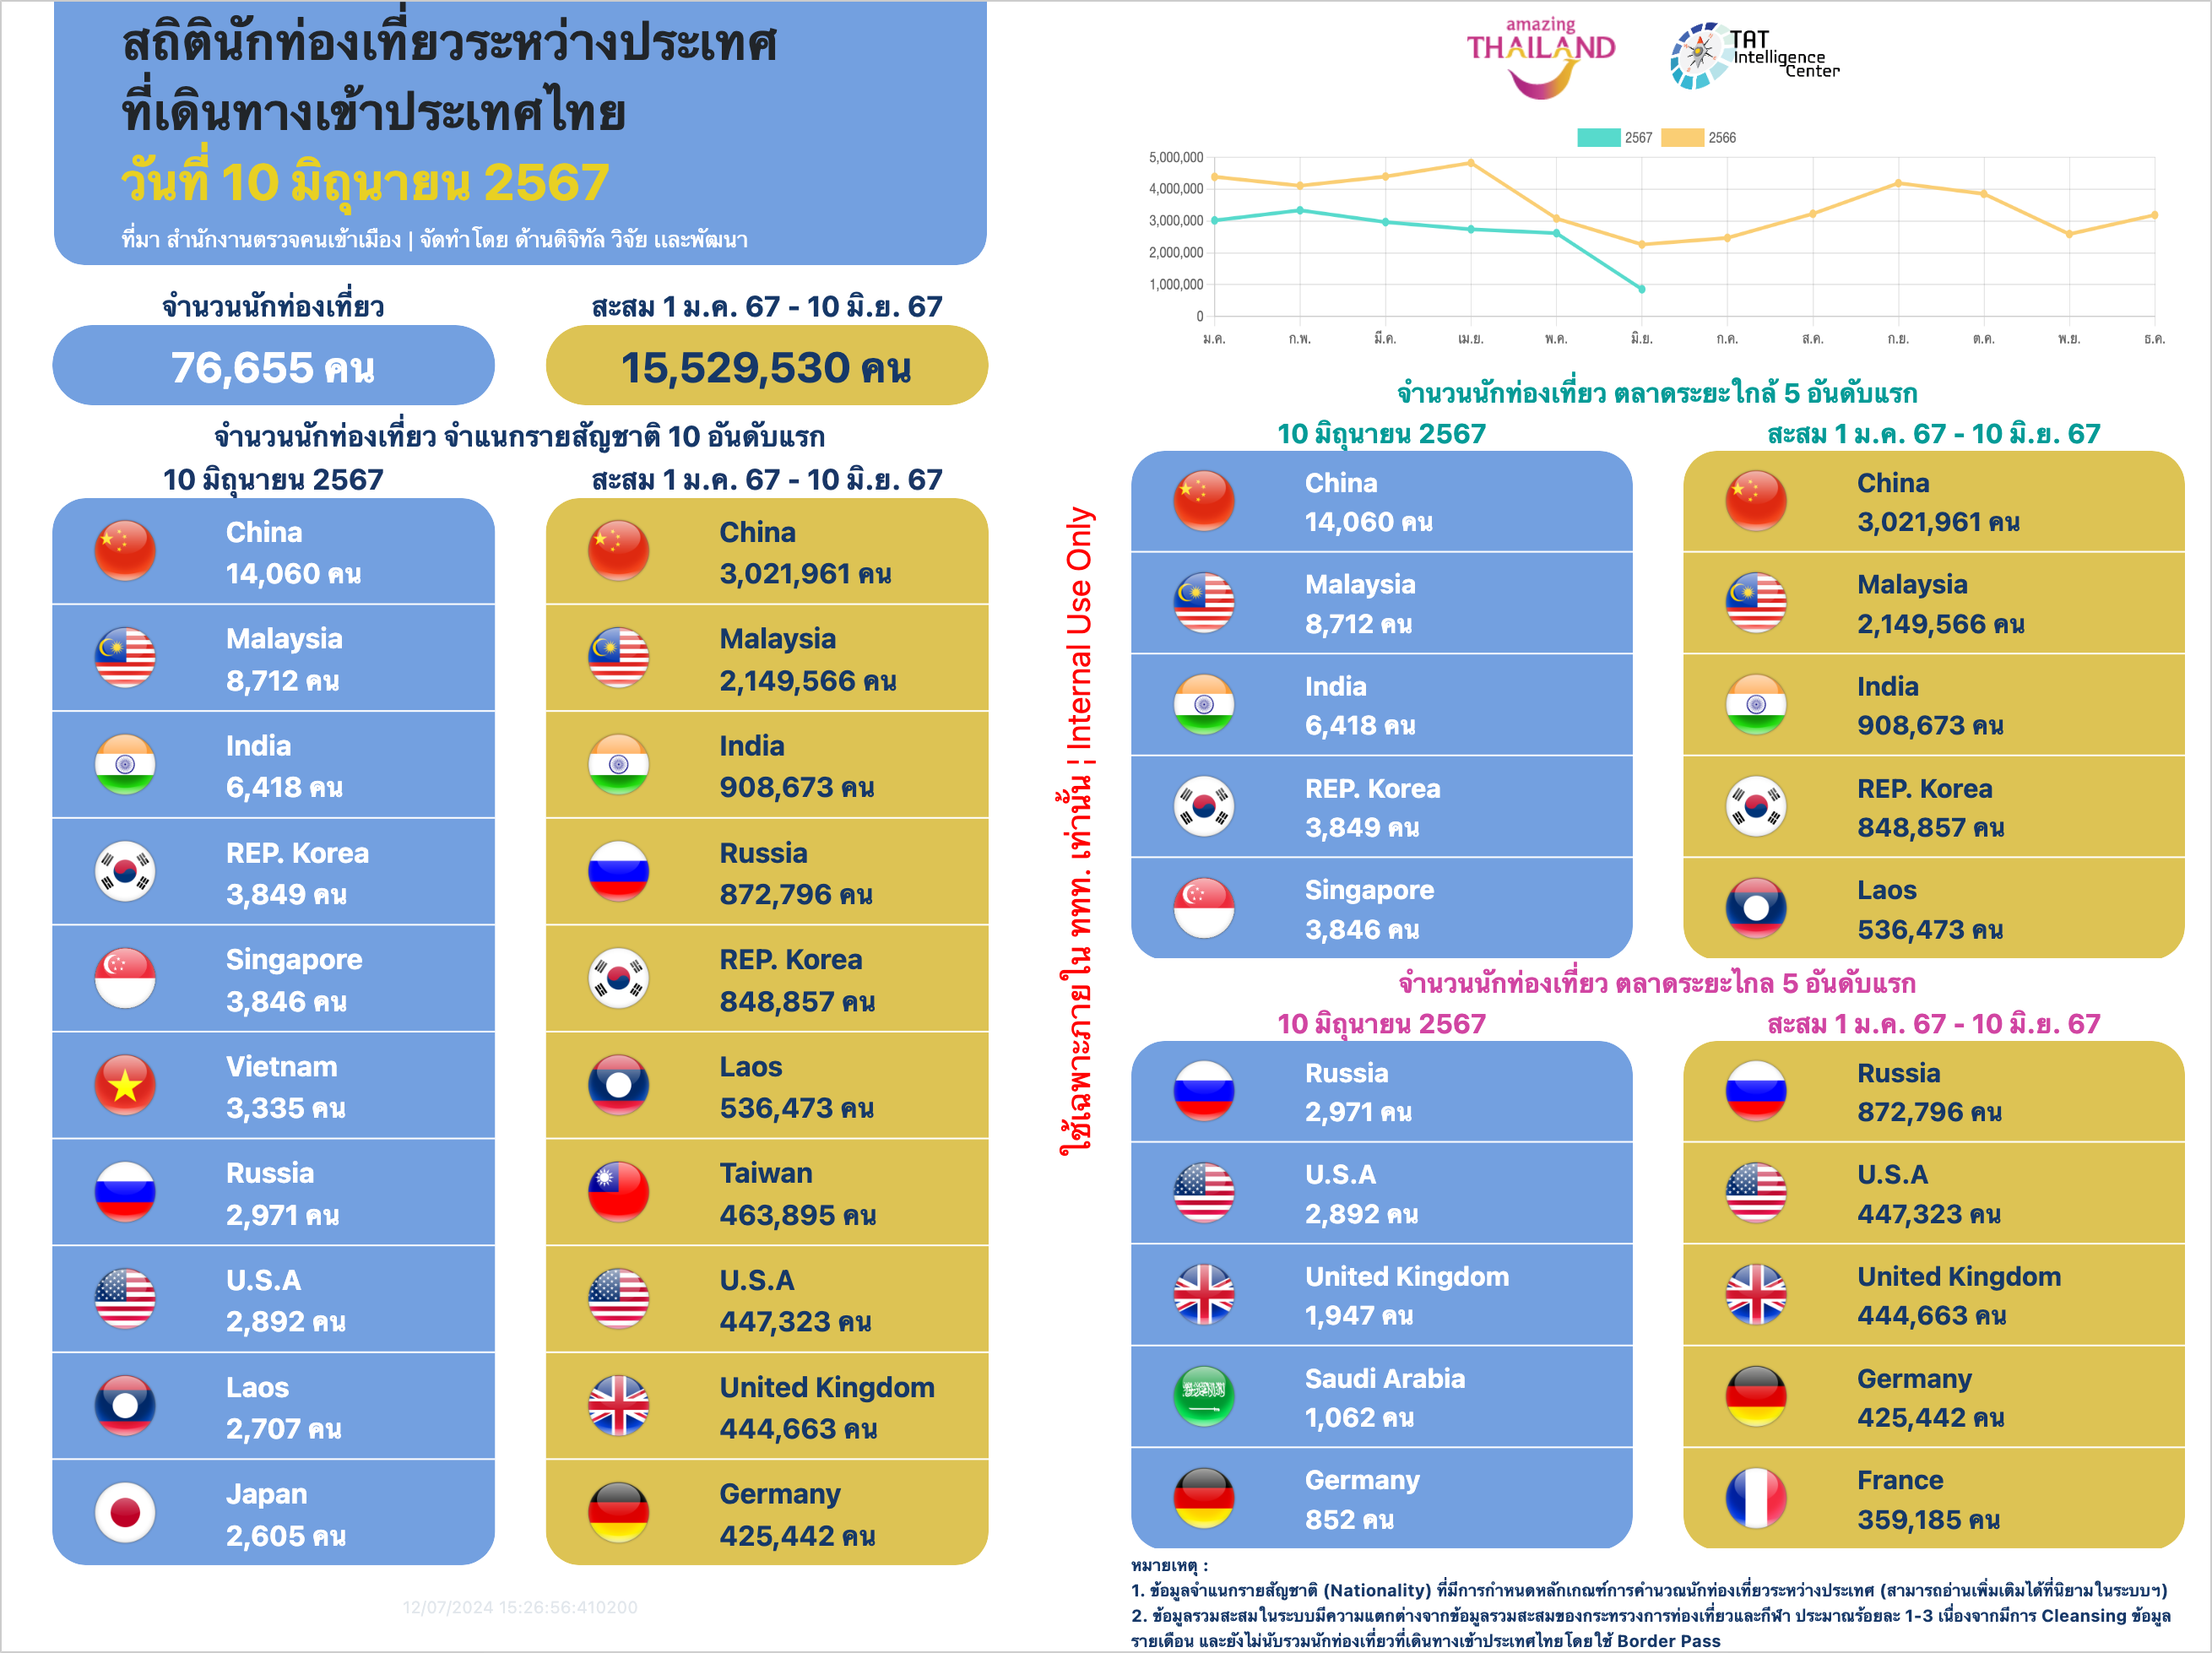 สถิตินักท่องเที่ยวระหว่างประเทศ
ที่เดินทางเข้าประเทศไทย
วันที่ 10 มิถุนายน 2567
ที่มา สำนักงานตรวจคนเข้าเมือง | จัดทำโดย ด้านดิจิทัล วิจัย และพัฒนา
จำนวนนักท่องเที่ยว
76,655 คน
สะสม 1 ม.ค. 67 - 10 มิ.ย. 67
15,529,530 คน
จำนวนนักท่องเที่ยว จำแนกรายสัญชาติ 10 อันดับแรก
10 มิถุนายน 2567
China
14,060 คน
Malaysia
8,712 คน
India
6,418 คน
REP. Korea
3,849 คน
Singapore
3,846 คน
Vietnam
3,335 คน
Russia
2,971 คน
U.S.A
2,892 คน
Laos
2,707 คน
Japan
2,605 คน
สะสม 1 ม.ค. 67 - 10 มิ.ย. 67
China
3,021,961 คน
Malaysia
2,149,566 คน
India
908,673 คน
Russia
872,796 คน
REP. Korea
848,857 คน
Laos
536,473 คน
Taiwan
463,895 คน
U.S.A
447,323 คน
United Kingdom
444,663 คน
Germany
425,442 คน
12/07/2024 15:26:56:410200
ใช้เฉพาะภายใน ททท. เท่านั้น ¦ Internal Use Only
amazing
THAILAND
TAT
Intelligence
Center
2567 2566
5,000,000
4,000,000
3,000,000
2,000,000
1,000,000
0
ม.ค. ก.พ. มี.ค. เม.ย. พ.ค. มิ.ย. ก.ค. ส.ค. ก.ย. ต.ค. พ.ย. ธ.ค.
จำนวนนักท่องเที่ยว ตลาดระยะใกล้ 5 อันดับแรก
10 มิถุนายน 2567
China
14,060 คน
Malaysia
8,712 คน
India
6,418 คน
REP. Korea
3,849 คน
Singapore
3,846 คน
สะสม 1 ม.ค. 67 - 10 มิ.ย. 67
China
3,021,961 คน
Malaysia
2,149,566 คน
India
908,673 คน
REP. Korea
848,857 คน
Laos
536,473 คน
จำนวนนักท่องเที่ยว ตลาดระยะไกล 5 อันดับแรก
10 มิถุนายน 2567
Russia
2,971 คน
U.S.A
2,892 คน
United Kingdom
1,947 คน
Saudi Arabia
1,062 คน
Germany
852 คน
สะสม 1 ม.ค. 67 - 10 มิ.ย. 67
Russia
872,796 คน
U.S.A
447,323 คน
United Kingdom
444,663 คน
Germany
425,442 คน
France
359,185 คน
หมายเหตุ :
1. ข้อมูลจำแนกรายสัญชาติ (Nationality) ที่มีการกำหนดหลักเกณฑ์การคำนวณนักท่องเที่ยวระหว่างประเทศ (สามารถอ่านเพิ่มเติมได้ที่นิยามในระบบฯ)
2. ข้อมูลรวมสะสมในระบบมีความแตกต่างจากข้อมูลรวมสะสมของกระทรวงการท่องเที่ยวและกีฬา ประมาณร้อยละ 1-3 เนื่องจากมีการ Cleansing ข้อมูล
รายเดือน และยังไม่นับรวมนักท่องเที่ยวที่เดินทางเข้าประเทศไทยโดยใช้ Border Pass